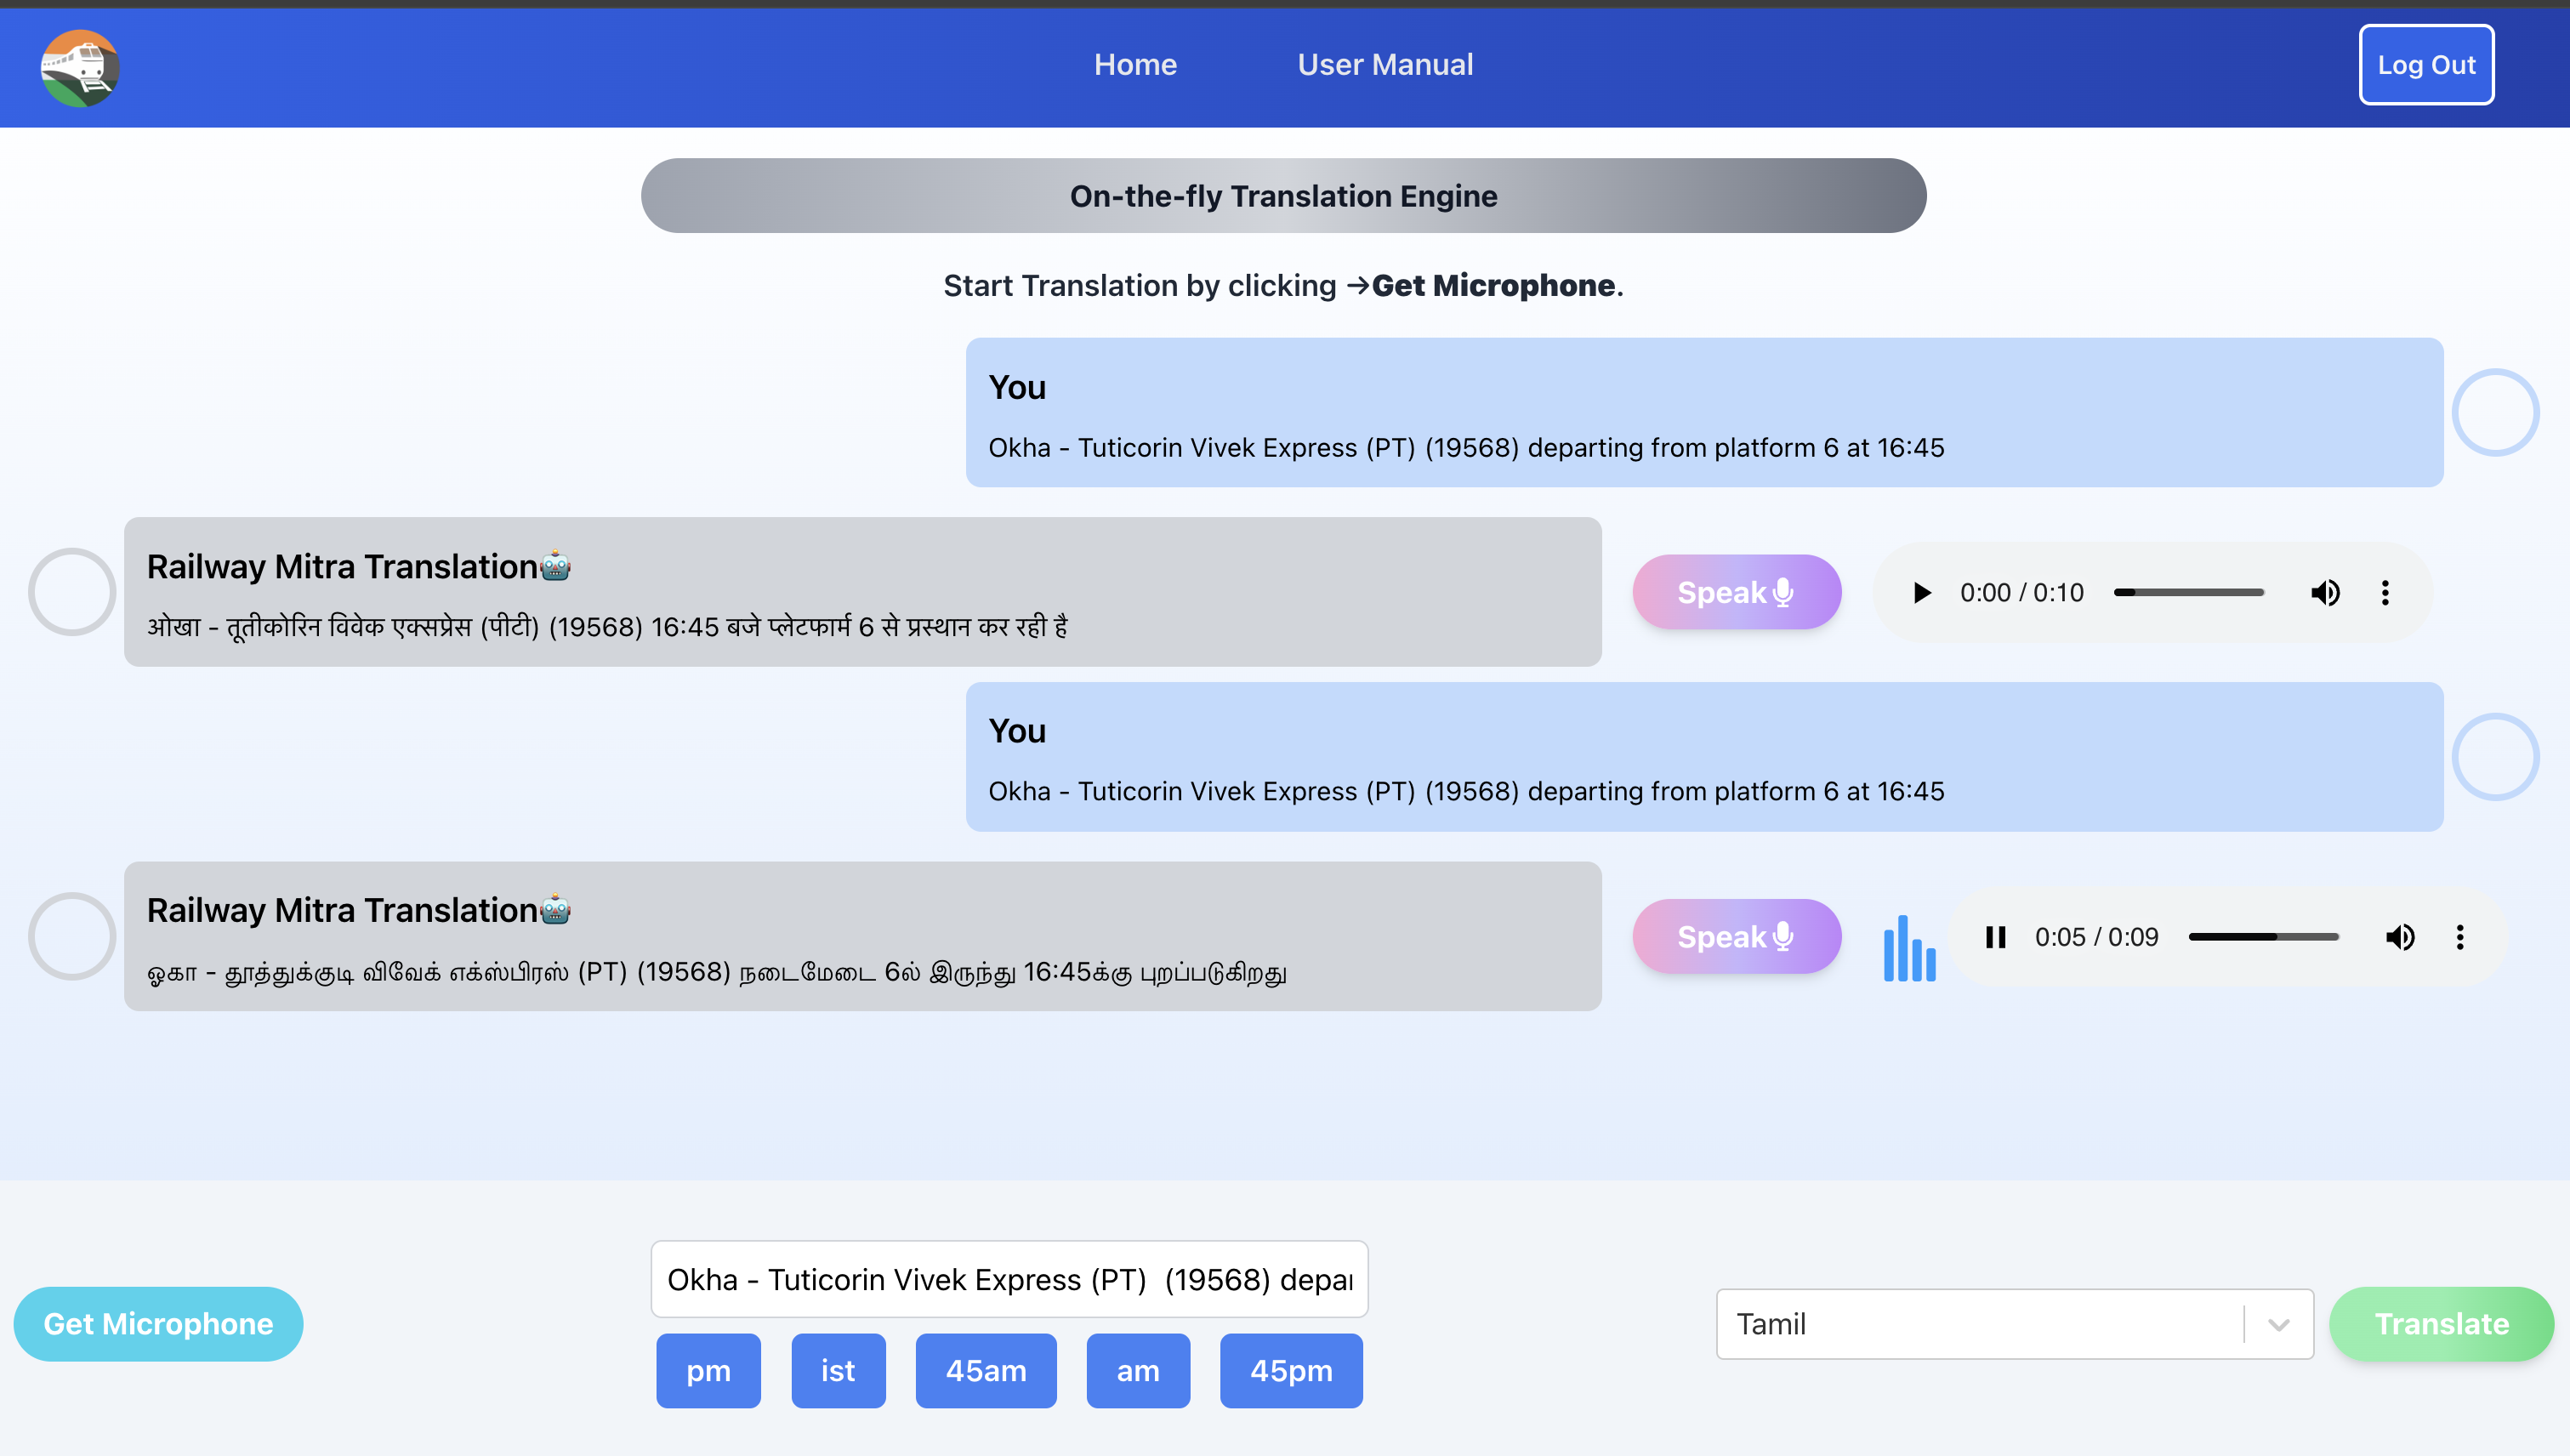 Home
User Manual
Log Out
On-the-fly Translation Engine
Start Translation by clicking →Get Microphone.
You
Okha - Tuticorin Vivek Express (PT) (19568) departing from platform 6 at 16:45
Railway Mitra Translation🤖
ओखा - तूतीकोरिन विवेक एक्सप्रेस (पीटी) (19568) 16:45 बजे प्लेटफार्म 6 से प्रस्थान कर रही है
Speak
0:00 / 0:10
You
Okha - Tuticorin Vivek Express (PT) (19568) departing from platform 6 at 16:45
Railway Mitra Translation🤖
ஓகா - தூத்துக்குடி விவேக் எக்ஸ்பிரஸ் (PT) (19568) நடைமேடை 6ல் இருந்து 16:45க்கு புறப்படுகிறது
Speak
0:05 / 0:09
Get Microphone
Okha - Tuticorin Vivek Express (PT)  (19568) depar
pm
ist
45am
am
45pm
Tamil
Translate